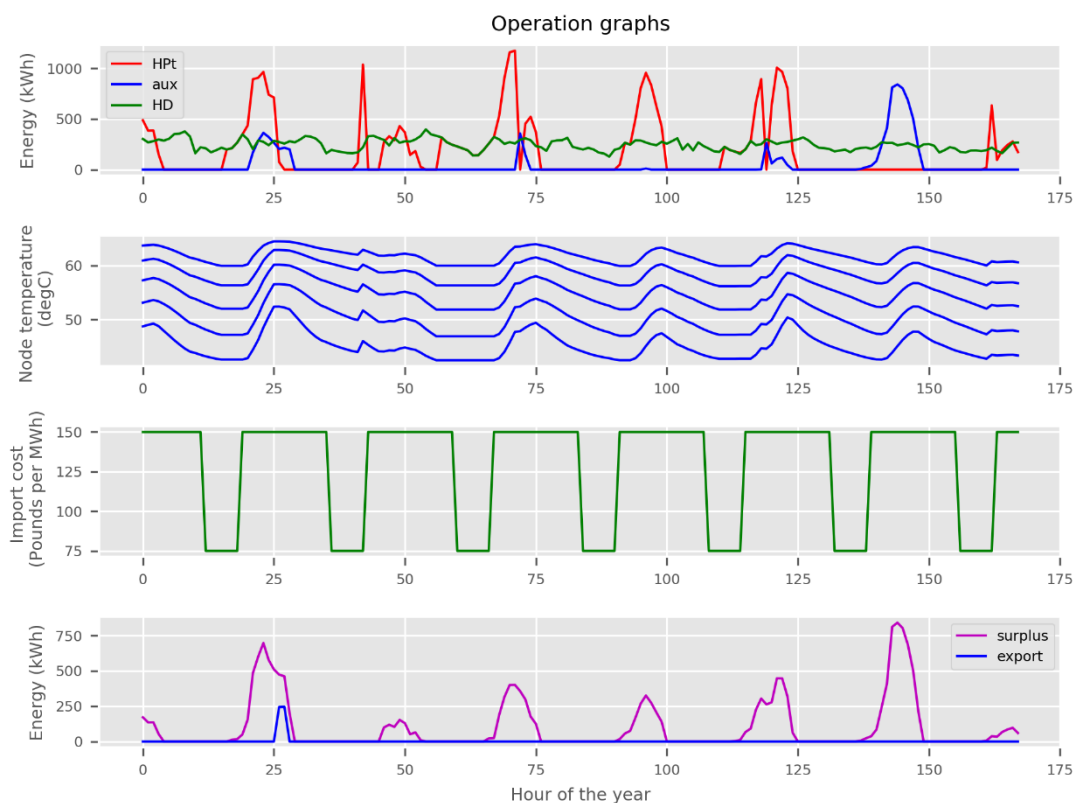 Operation graphs
Energy (kWh)
HPt
aux
HD
1000
500
0
0 25 50 75 100 125 150 175
Node temperature
(degC)
60
50
0 25 50 75 100 125 150 175
Import cost
(Pounds per MWh)
150
125
100
75
0 25 50 75 100 125 150 175
Energy (kWh)
surplus
export
750
500
250
0
0 25 50 75 100 125 150 175
Hour of the year